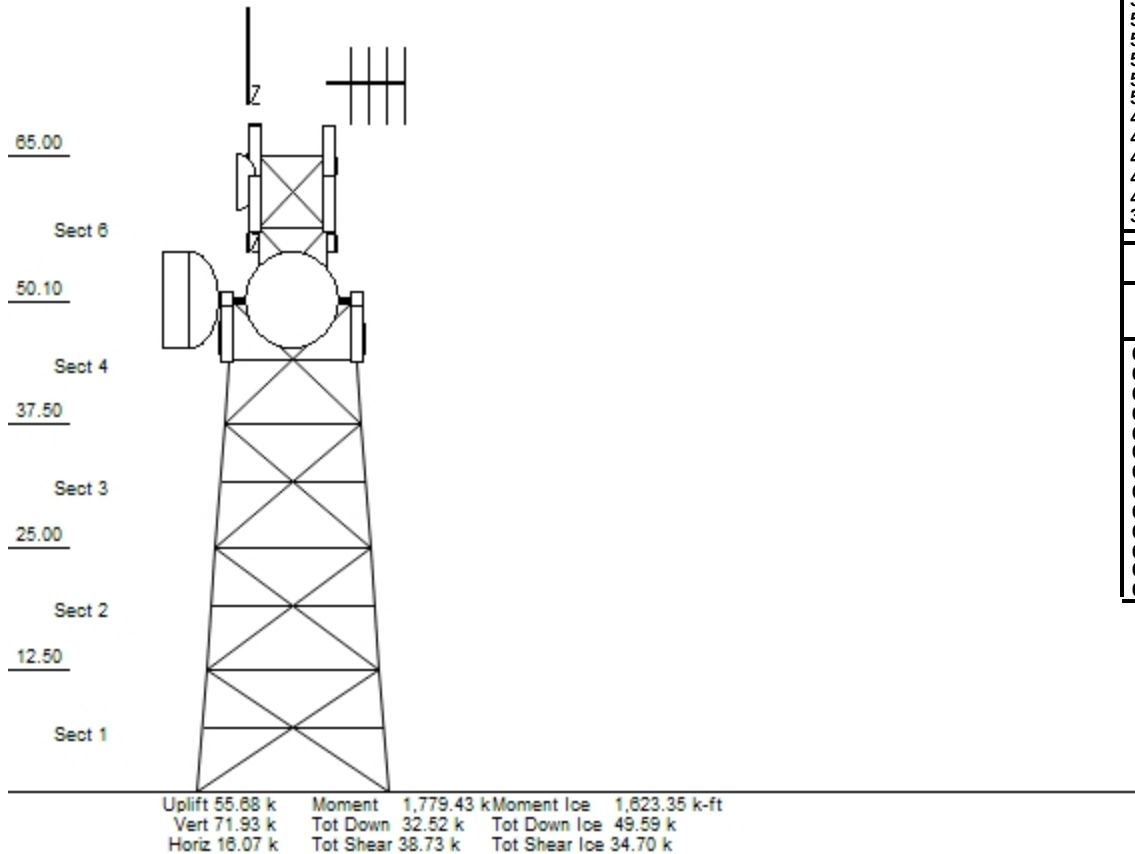 Z
65.00
Sect 6
50.10
Sect 4
37.50
Sect 3
25.00
Sect 2
12.50
Sect 1
Uplift 55.68 k Moment 1,779.43 k Moment Ice 1,623.35 k-ft
Vert 71.93 k Tot Down 32.52 k Tot Down Ice 49.59 k
Horiz 16.07 k Tot Shear 38.73 k Tot Shear Ice 34.70 k